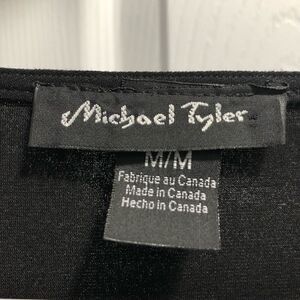 Michael Tyler
M/M
Fabrique au Canada
Made in Canada
Hecho in Canada